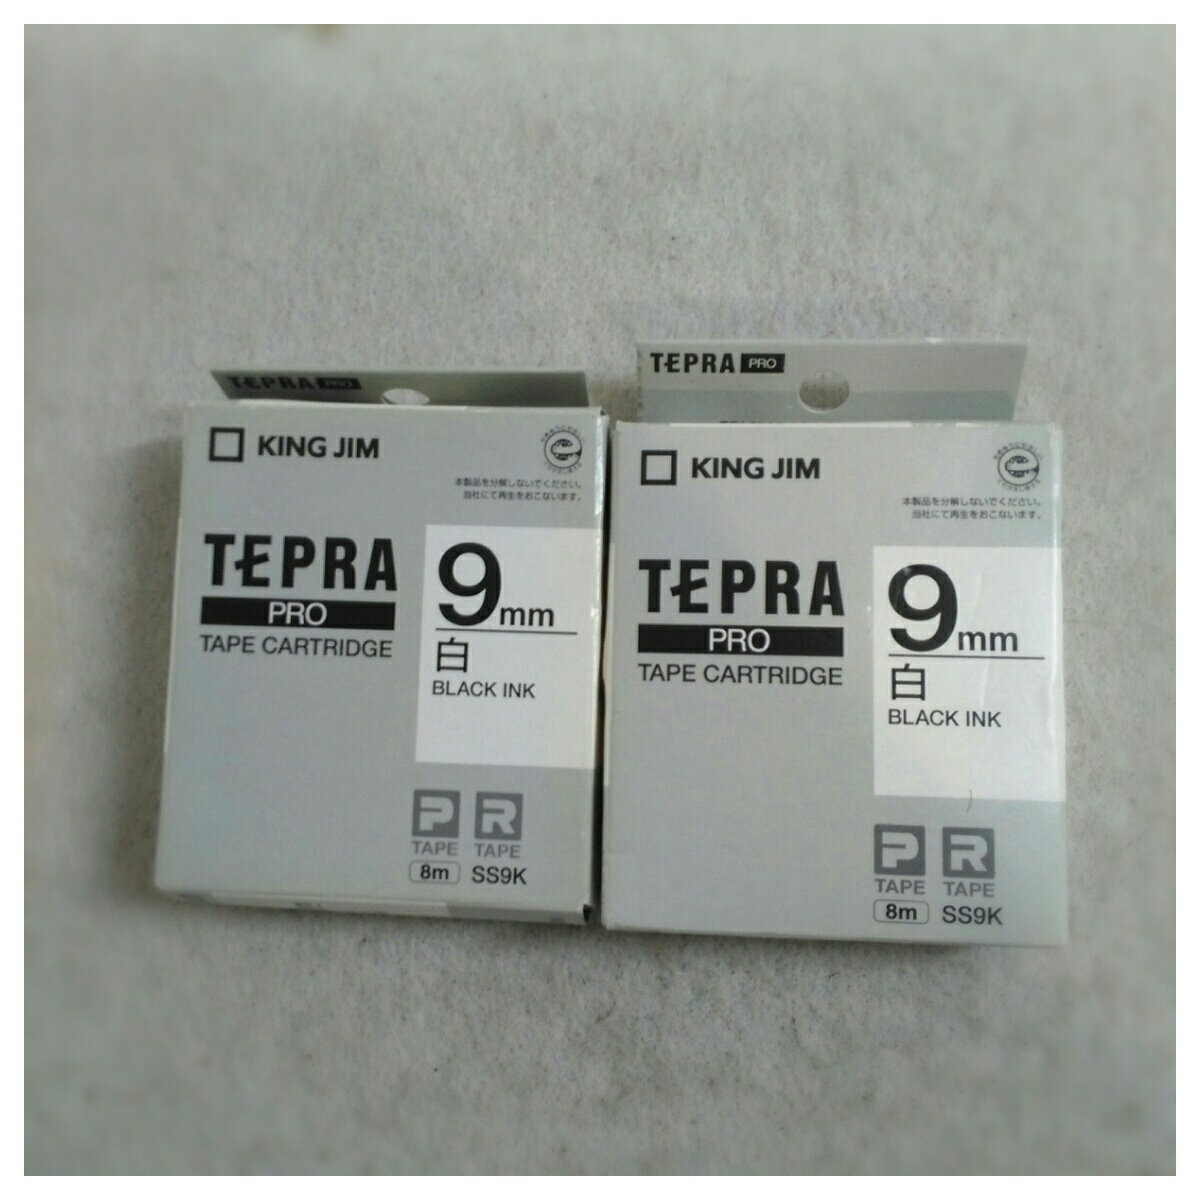 TEPRA PRO
KING JIM
本製品を分解しないでください。
当社にて再生をおこないます。
TEPRA
PRO
TAPE CARTRIDGE
9mm
白
BLACK INK
P R
TAPE TAPE
8m SS9K
TEPRA PRO
KING JIM
本製品を分解しないでください。
当社にて再生をおこないます。
TEPRA
PRO
TAPE CARTRIDGE
9mm
白
BLACK INK
P R
TAPE TAPE
8m SS9K